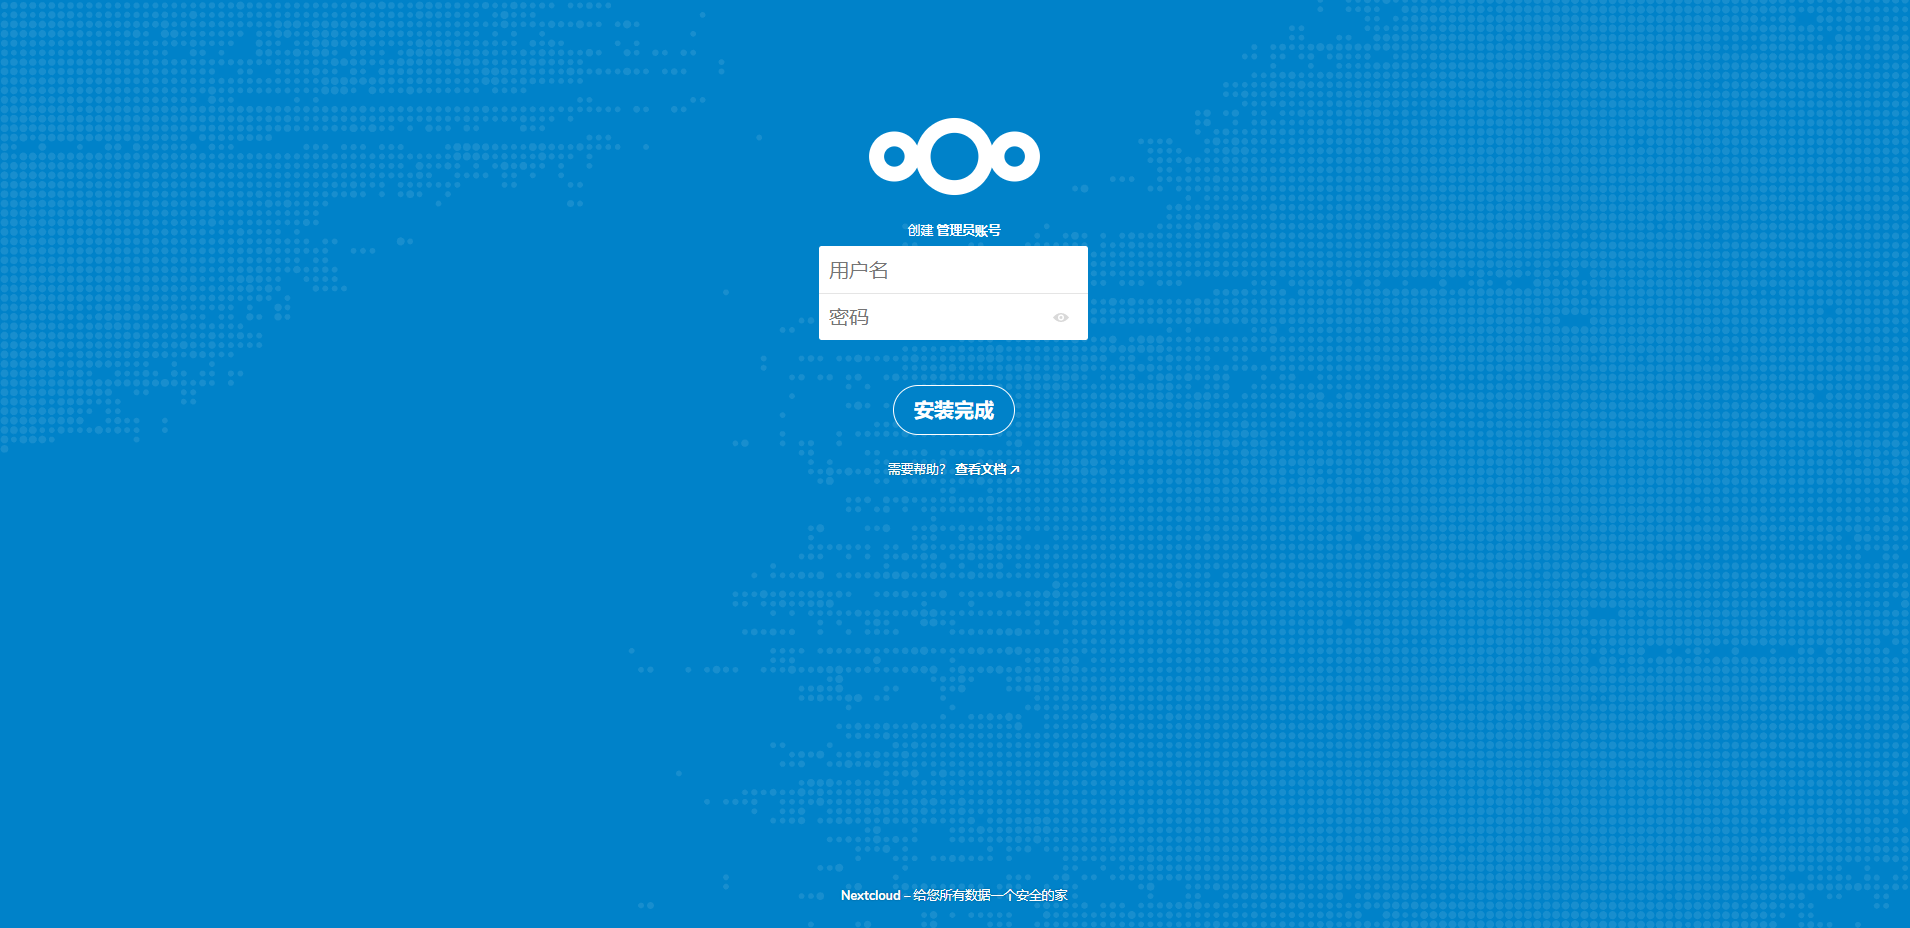 创建 管理员账号
用户名
密码
安装完成
需要帮助？ 查看文档 ↗
Nextcloud – 给您所有数据一个安全的家